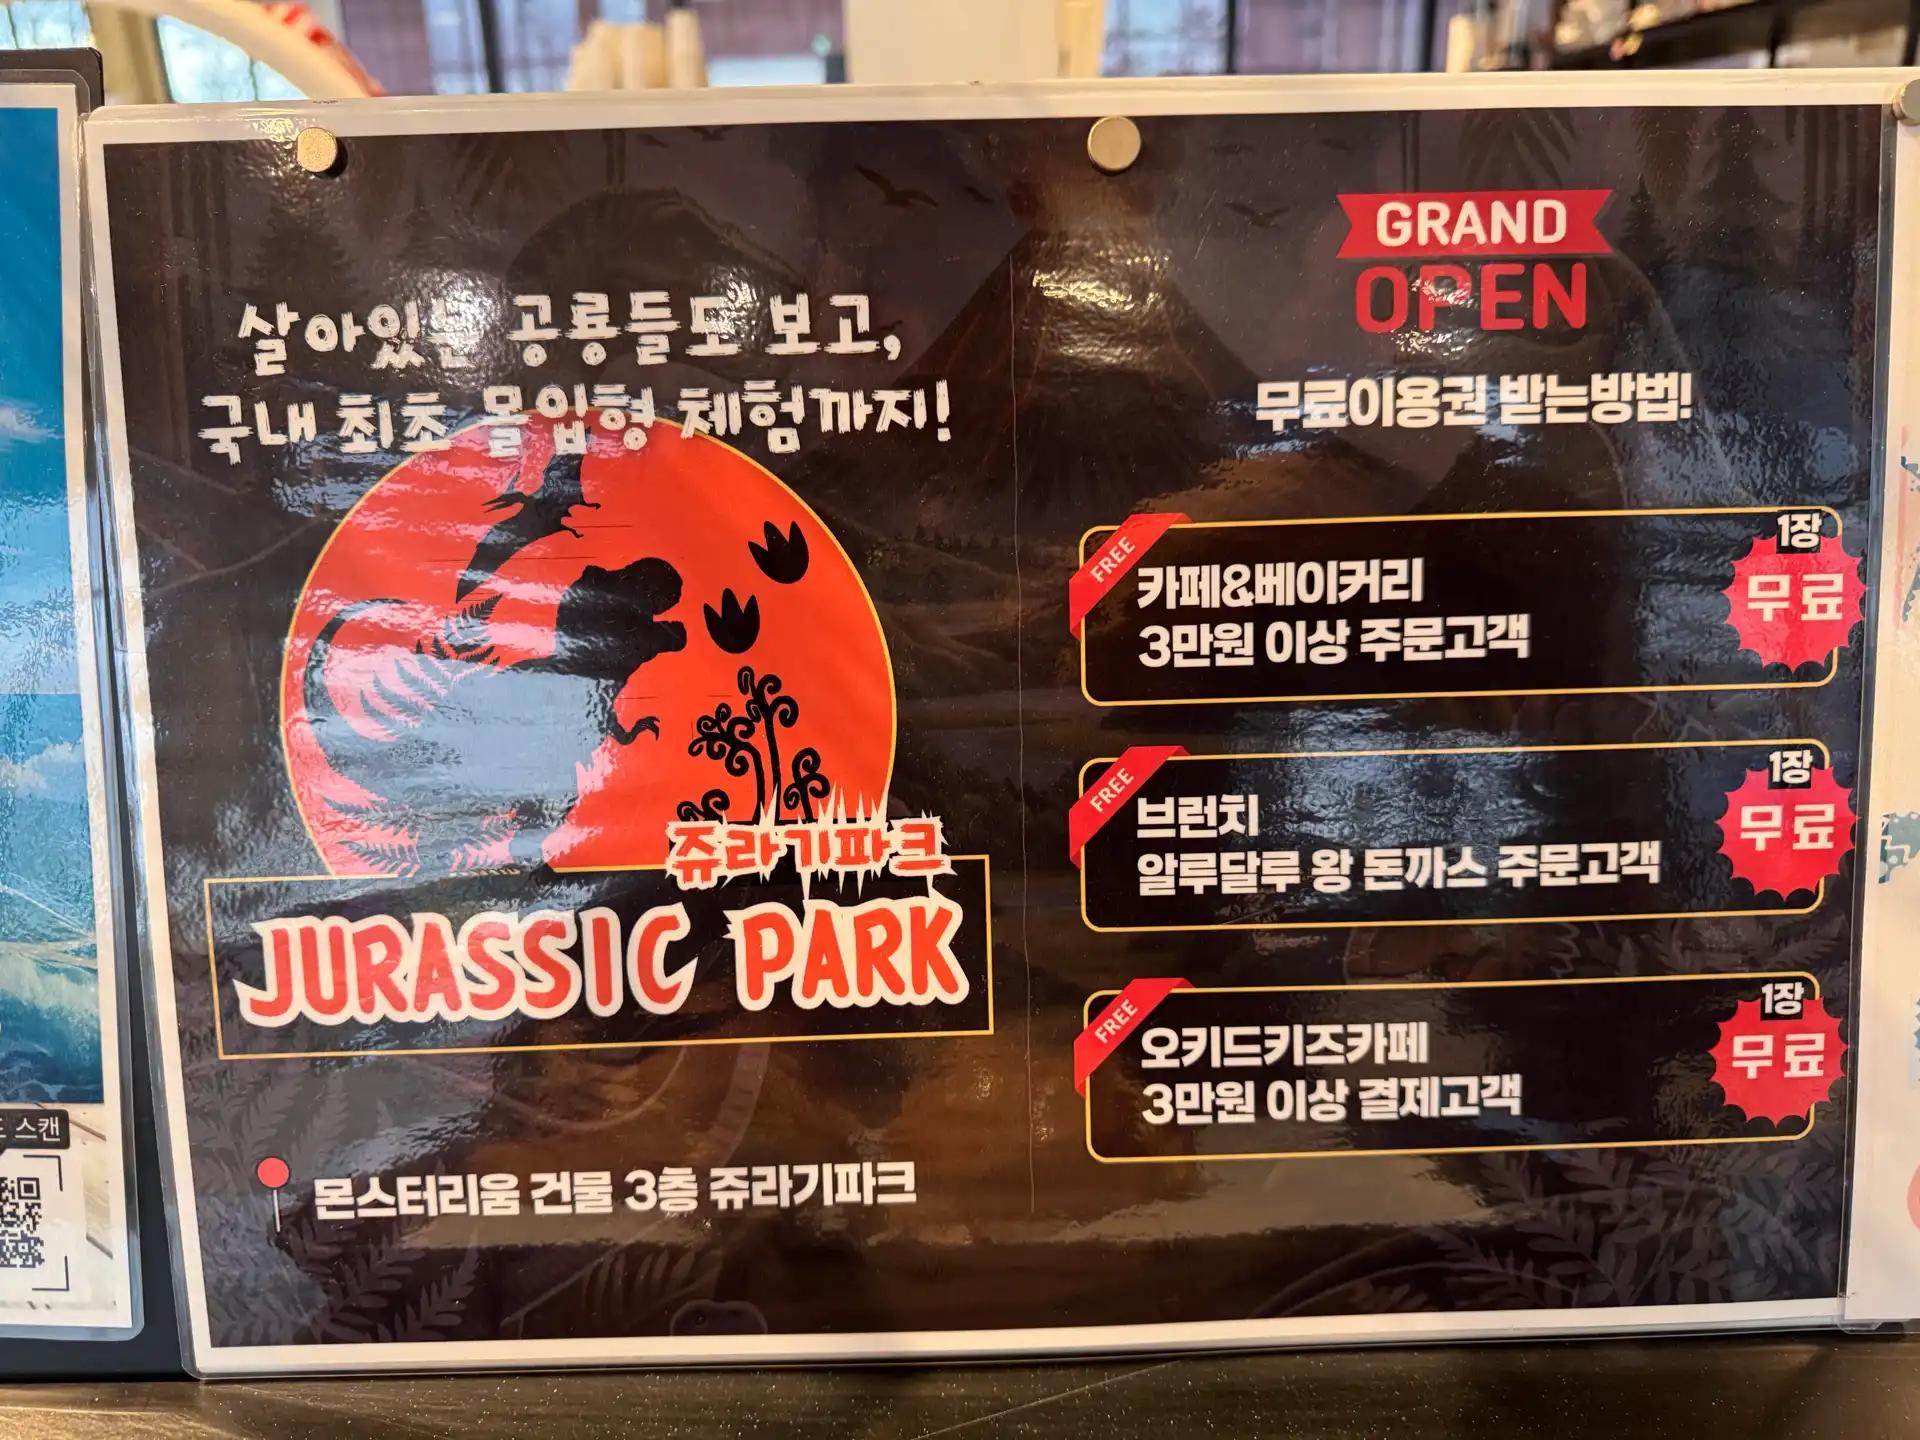 살아있는 공룡들도 보고,
국내 최초 몰입형 체험까지!
쥬라기파크
JURASSIC PARK
몬스터리움 건물 3층 쥬라기파크
GRAND
OPEN
무료이용권 받는방법!
FREE
카페&베이커리
3만원 이상 주문고객
1장
무료
FREE
브런치
알루달루 왕 돈까스 주문고객
1장
무료
FREE
오키드키즈카페
3만원 이상 결제고객
1장
무료
스캔